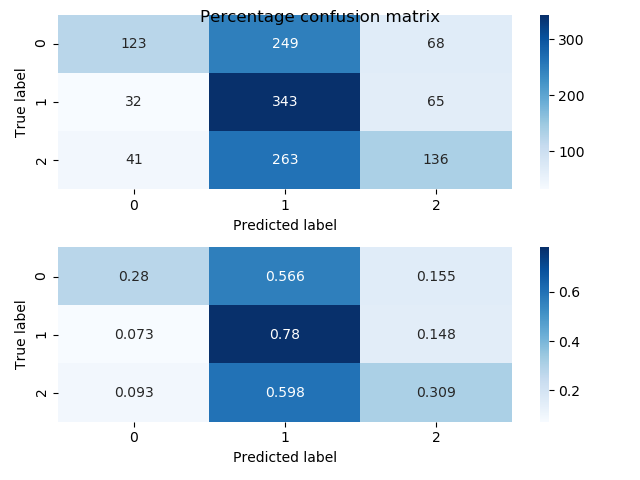 Percentage confusion matrix
True label
0 123 249 68
1 32 343 65
2 41 263 136
0 1 2
Predicted label
300
200
100
True label
0 0.28 0.566 0.155
1 0.073 0.78 0.148
2 0.093 0.598 0.309
0 1 2
Predicted label
0.6
0.4
0.2